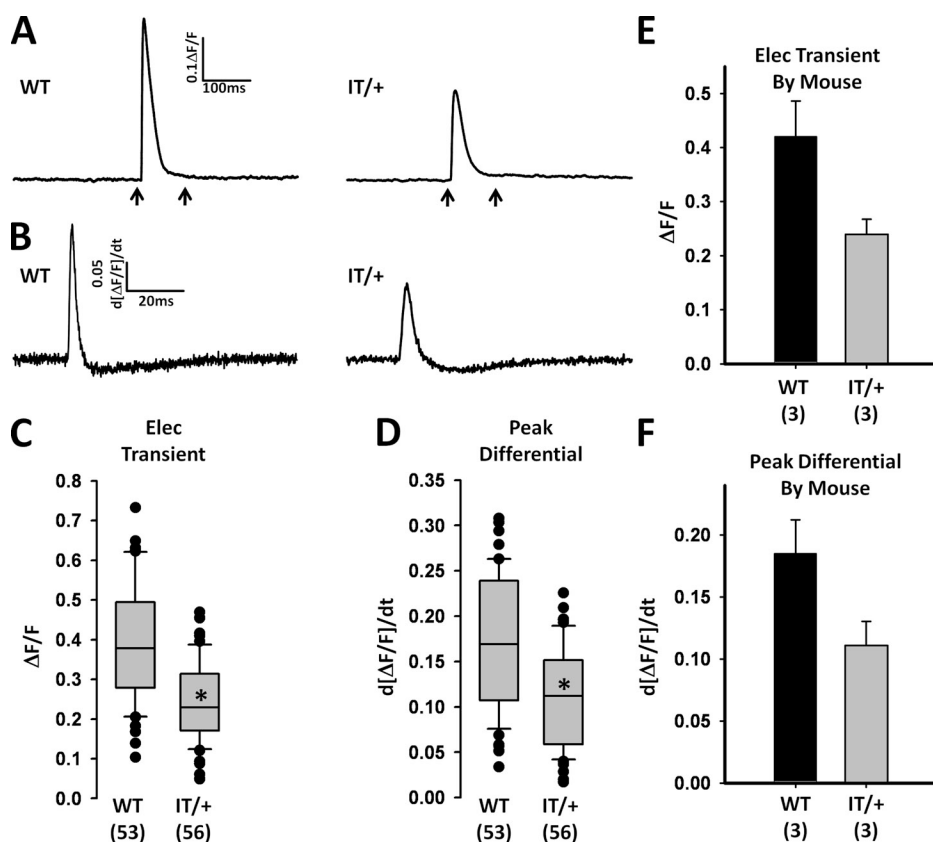 A
WT
0.1ΔF/F
100ms
IT/+
B
WT
0.05
d[ΔF/F]/dt
20ms
IT/+
C
Elec
Transient
ΔF/F
0.8
0.7
0.6
0.5
0.4
0.3
0.2
0.1
0.0
*
WT
(53)
IT/+
(56)
D
Peak
Differential
d[ΔF/F]/dt
0.35
0.30
0.25
0.20
0.15
0.10
0.05
0.00
*
WT
(53)
IT/+
(56)
E
Elec Transient
By Mouse
ΔF/F
0.5
0.4
0.3
0.2
0.1
0.0
WT
(3)
IT/+
(3)
F
Peak Differential
By Mouse
d[ΔF/F]/dt
0.20
0.15
0.10
0.05
0.00
WT
(3)
IT/+
(3)